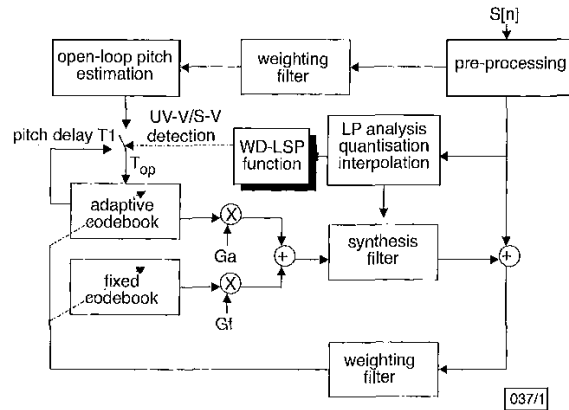 S[n]
open-loop pitch
estimation
weighting
filter
pre-processing
pitch delay T1
UV-V/S-V
detection
Top
WD-LSP
function
LP analysis
quantisation
interpolation
adaptive
codebook
X
Ga
+
synthesis
filter
+
fixed
codebook
X
Gf
weighting
filter
037/1